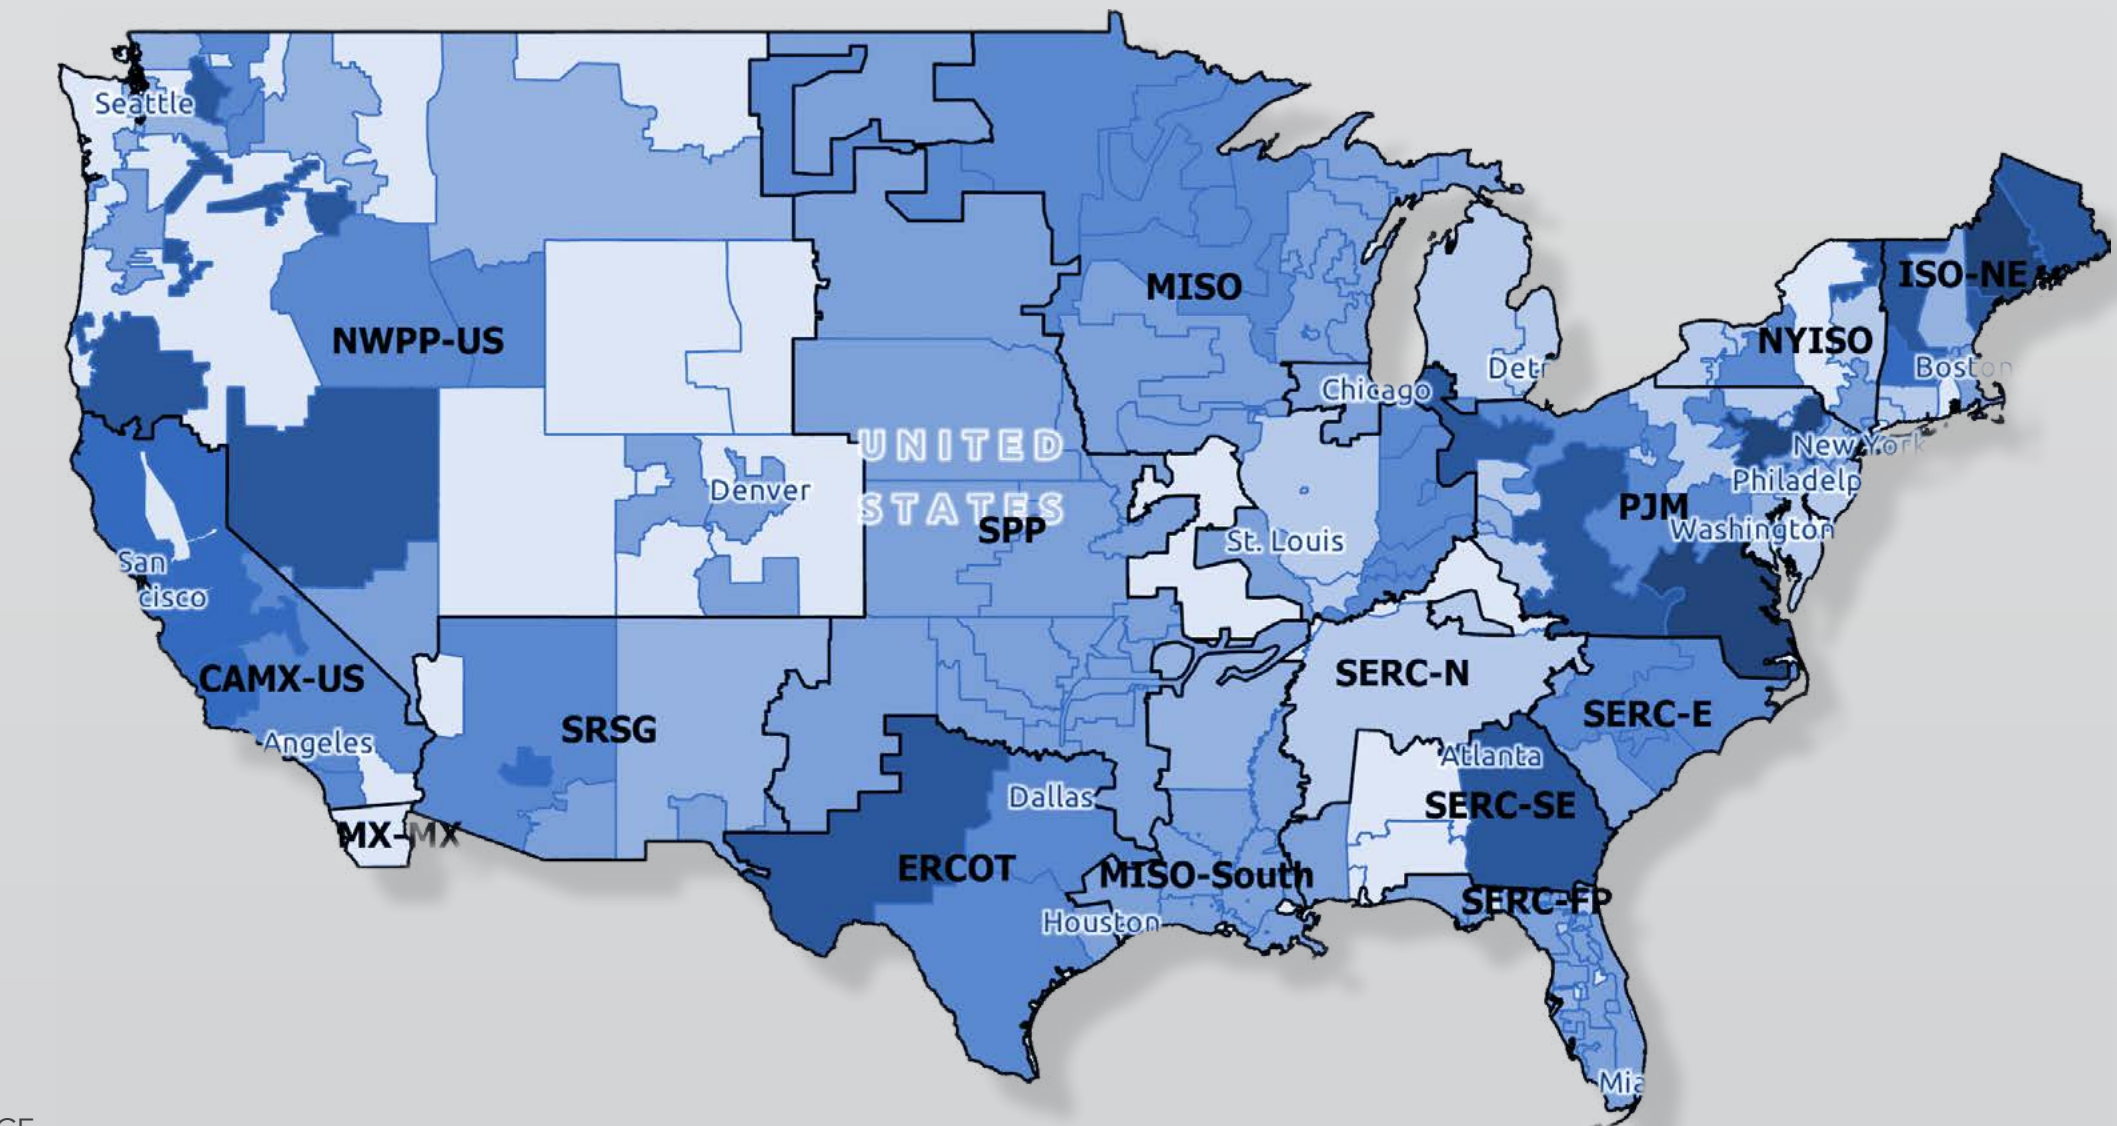 Seattle
ISO-NE
MISO
NWPP-US
NYISO
Detr
Boston
Chicago
UNITED
New York
Denver
Philadelp
STATES
PJM
SPP
Washington
St. Louis
San
cisco
CAMX-US
SERC-N
SERC-E
SRSG
Angeles
Atlanta
Dallas
SERC-SE
MX-MX
ERCOT
MISO-South
SERC-FP
Houston
Mia